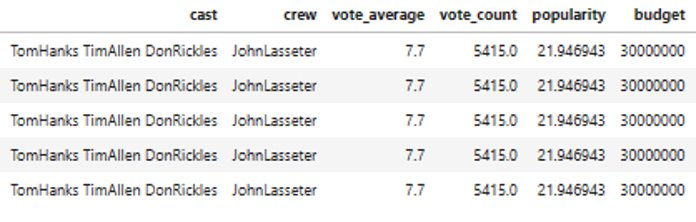 cast crew vote_average vote_count popularity budget
TomHanks TimAllen DonRickles JohnLasseter 7.7 5415.0 21.946943 30000000
TomHanks TimAllen DonRickles JohnLasseter 7.7 5415.0 21.946943 30000000
TomHanks TimAllen DonRickles JohnLasseter 7.7 5415.0 21.946943 30000000
TomHanks TimAllen DonRickles JohnLasseter 7.7 5415.0 21.946943 30000000
TomHanks TimAllen DonRickles JohnLasseter 7.7 5415.0 21.946943 30000000